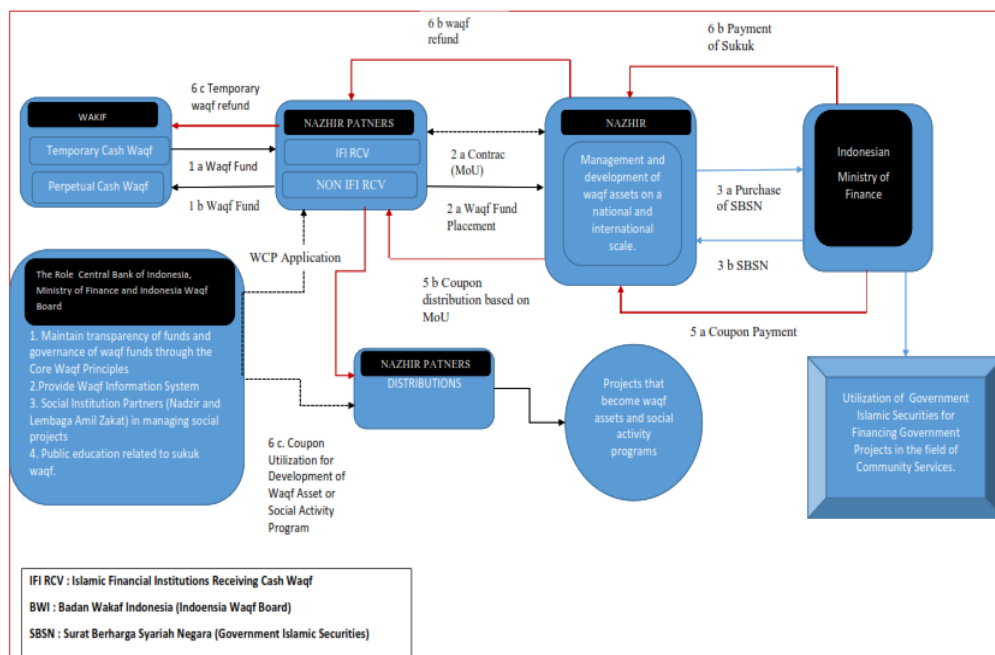 6 b waqf
refund
6 b Payment
of Sukuk
6 c Temporary
waqf refund
WAKIF
Temporary Cash Waqf
Perpetual Cash Waqf
1 a Waqf Fund
1 b Waqf Fund
NAZHIR PATNERS
IFI RCV
NON IFI RCV
2 a Contrac
(MoU)
2 a Waqf Fund
Placement
NAZHIR
Management and
development of
waqf assets on a
national and
international
scale.
3 a Purchase
of SBSN
3 b SBSN
Indonesian
Ministry of
Finance
WCP Application
5 b Coupon
distribution based on
MoU
5 a Coupon Payment
The Role Central Bank of Indonesia,
Ministry of Finance and Indonesia Waqf
Board
1. Maintain transparency of funds and
governance of waqf funds through the
Core Waqf Principles
2.Provide Waqf Information System
3. Social Institution Partners (Nadzir and
Lembaga Amil Zakat) in managing social
projects
4. Public education related to sukuk
waqf.
NAZHIR PATNERS
DISTRIBUTIONS
Projects that
become waqf
assets and social
activity
programs
Utilization of Government
Islamic Securities for
Financing Government
Projects in the field of
Community Services.
6 c. Coupon
Utilization for
Development of
Waqf Asset or
Social Activity
Program
IFI RCV : Islamic Financial Institutions Receiving Cash Waqf
BWI : Badan Wakaf Indonesia (Indoensia Waqf Board)
SBSN : Surat Berharga Syariah Negara (Government Islamic Securities)